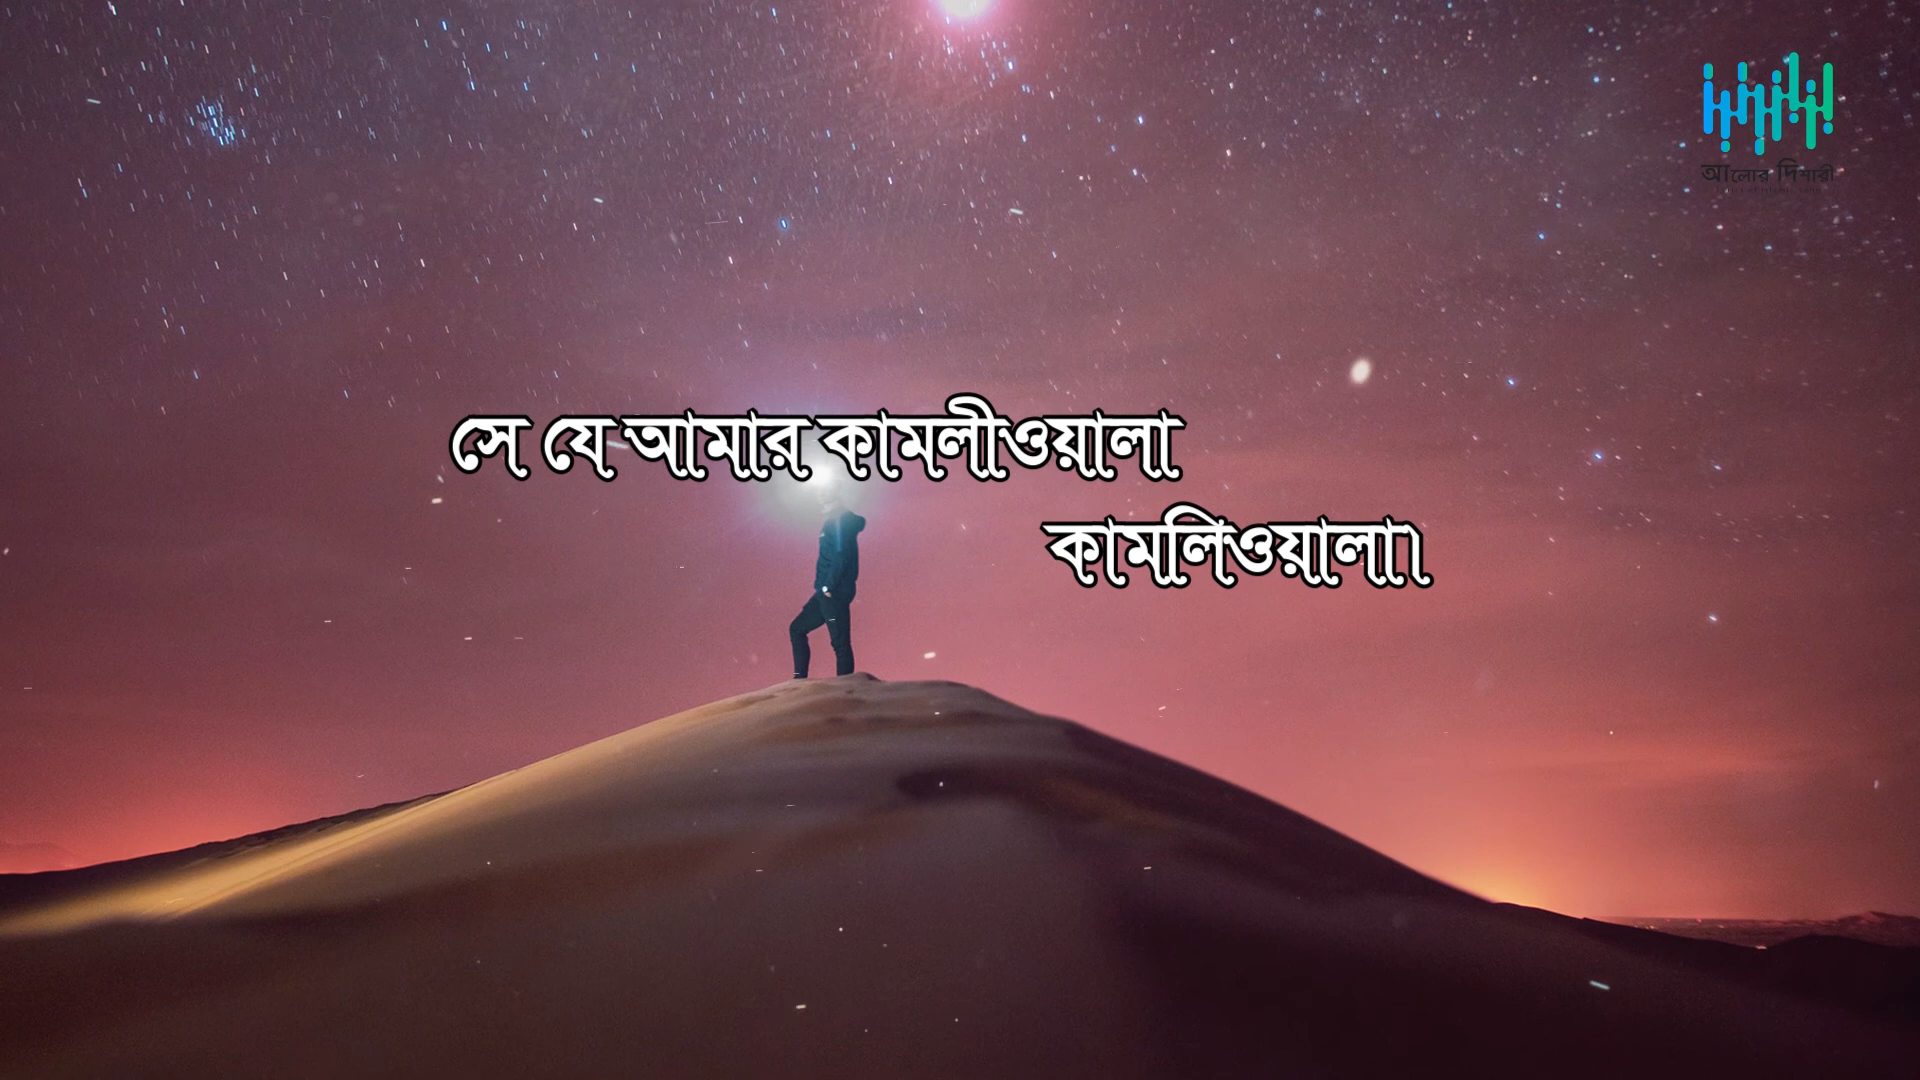 আলোর দিশারী
সে যে আমার কামলীওয়ালা
কামলিওয়ালা।